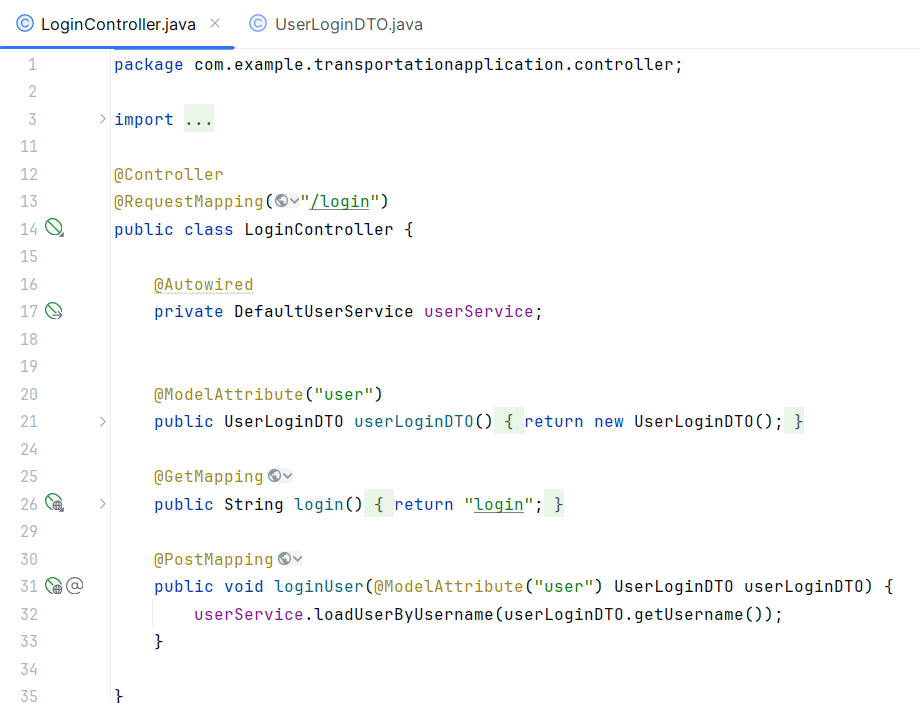 LoginController.java × UserLoginDTO.java
1 package com.example.transportationapplication.controller;
2
3 import ...
11
12 @Controller
13 @RequestMapping("/login")
14 public class LoginController {
15
16 @Autowired
17 private DefaultUserService userService;
18
19
20 @ModelAttribute("user")
21 public UserLoginDTO userLoginDTO() { return new UserLoginDTO(); }
24
25 @GetMapping
26 public String login() { return "login"; }
29
30 @PostMapping
31 public void loginUser(@ModelAttribute("user") UserLoginDTO userLoginDTO) {
32 userService.loadUserByUsername(userLoginDTO.getUsername());
33 }
34
35 }